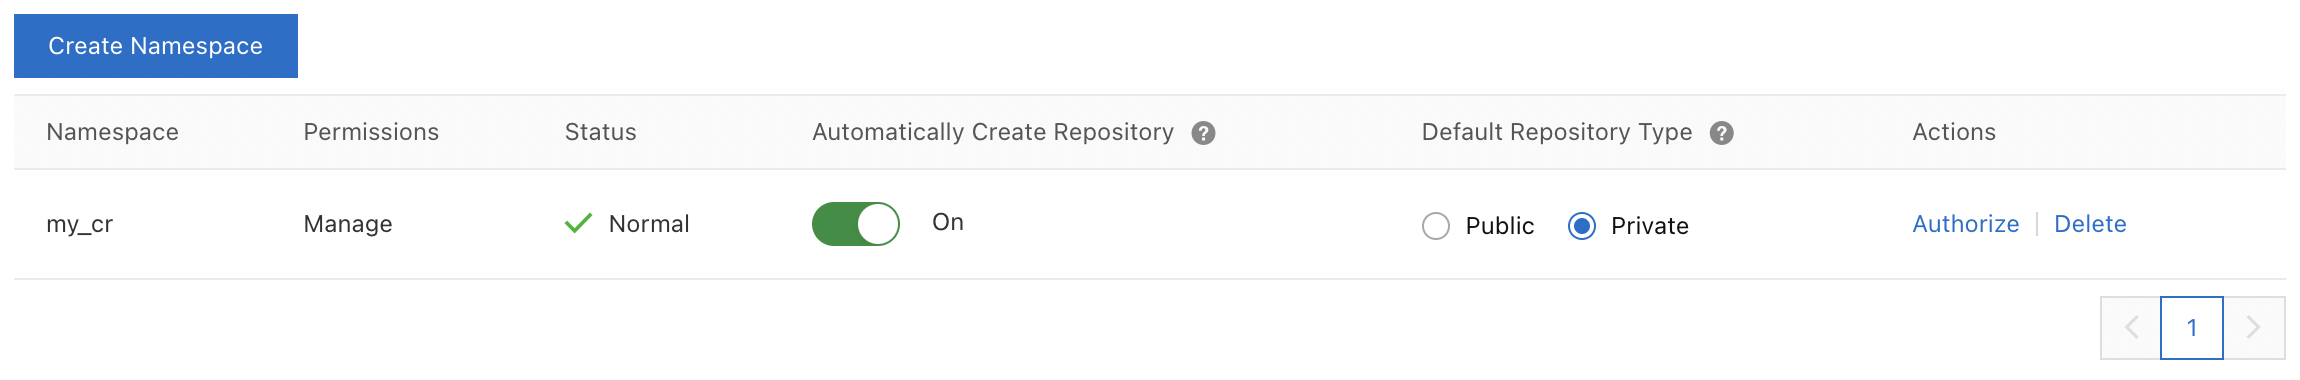 Create Namespace
Namespace Permissions Status Automatically Create Repository ? Default Repository Type ? Actions
my_cr Manage Normal On Public Private Authorize Delete
1